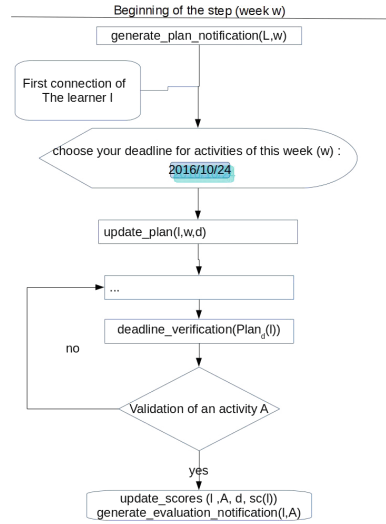 Beginning of the step (week w)
generate_plan_notification(L,w)
First connection of
The learner l
choose your deadline for activities of this week (w) :
2016/10/24
update_plan(l,w,d)
...
deadline_verification(Plan_d(l))
no
Validation of an activity A
yes
update_scores (l ,A, d, sc(l))
generate_evaluation_notification(l,A)